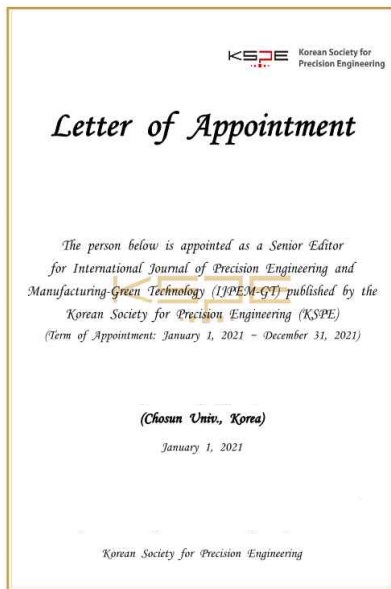 KSPE Korean Society for
Precision Engineering
Letter of Appointment
The person below is appointed as a Senior Editor
for International Journal of Precision Engineering and
Manufacturing-Green Technology (IJPEM-GT) published by the
Korean Society for Precision Engineering (KSPE)
(Term of Appointment: January 1, 2021 ~ December 31, 2021)
KSPE
(Chosun Univ., Korea)
January 1, 2021
Korean Society for Precision Engineering